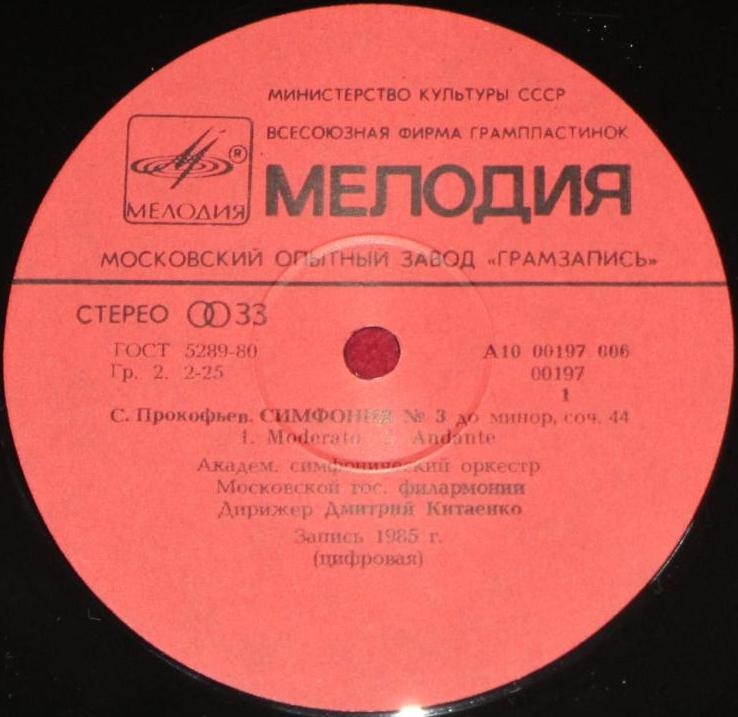 МИНИСТЕРСТВО КУЛЬТУРЫ СССР
ВСЕСОЮЗНАЯ ФИРМА ГРАМПЛАСТИНОК
®
МЕЛОДИЯ
МЕЛОДИЯ
МОСКОВСКИЙ ОПЫТНЫЙ ЗАВОД «ГРАМЗАПИСЬ»
СТЕРЕО 33
ГОСТ 5289-80
А10 00197 006
Гр. 2. 2-25
00197
1
С. Прокофьев. СИМФОНИЯ № 3 до минор, соч. 44
1. Moderato Andante
Академ. симфонический оркестр
Московской гос. филармонии
Дирижер Дмитрий Китаенко
Запись 1985 г.
(цифровая)